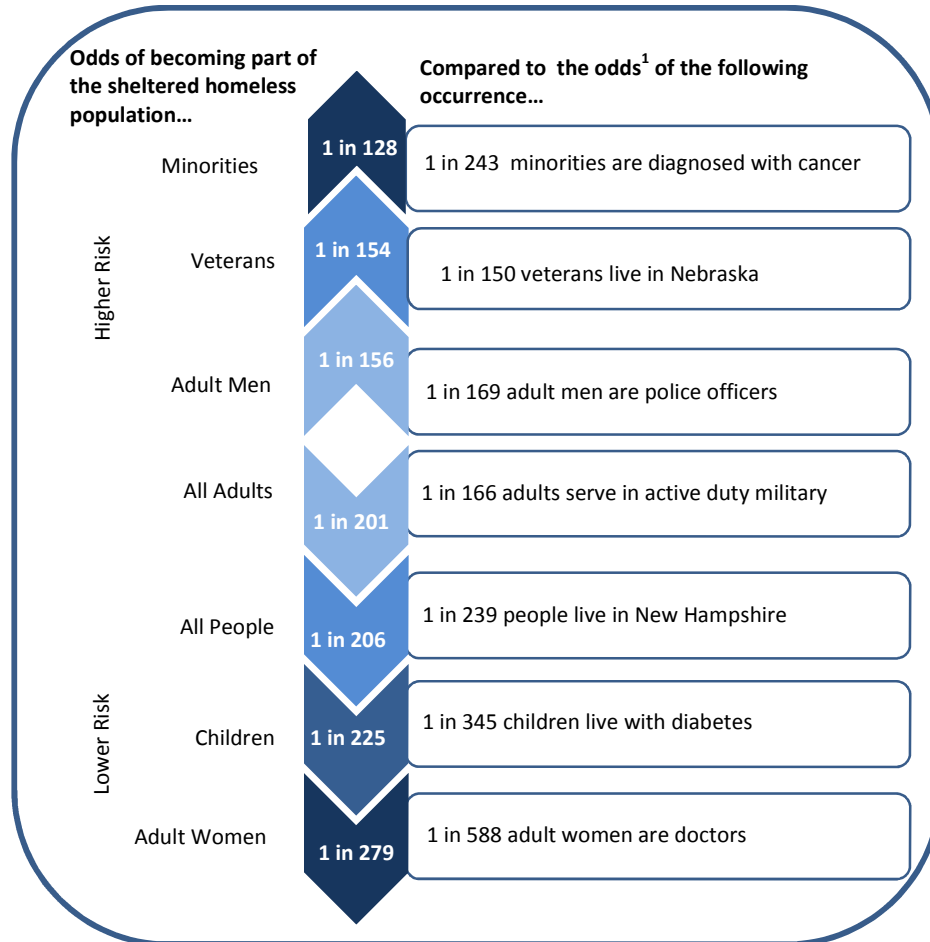 Odds of becoming part of
the sheltered homeless
population…
Compared to the odds1 of the following
occurrence…
Higher Risk
Minorities
1 in 128
1 in 243 minorities are diagnosed with cancer
Veterans
1 in 154
1 in 150 veterans live in Nebraska
Adult Men
1 in 156
1 in 169 adult men are police officers
All Adults
1 in 201
1 in 166 adults serve in active duty military
Lower Risk
All People
1 in 206
1 in 239 people live in New Hampshire
Children
1 in 225
1 in 345 children live with diabetes
Adult Women
1 in 279
1 in 588 adult women are doctors